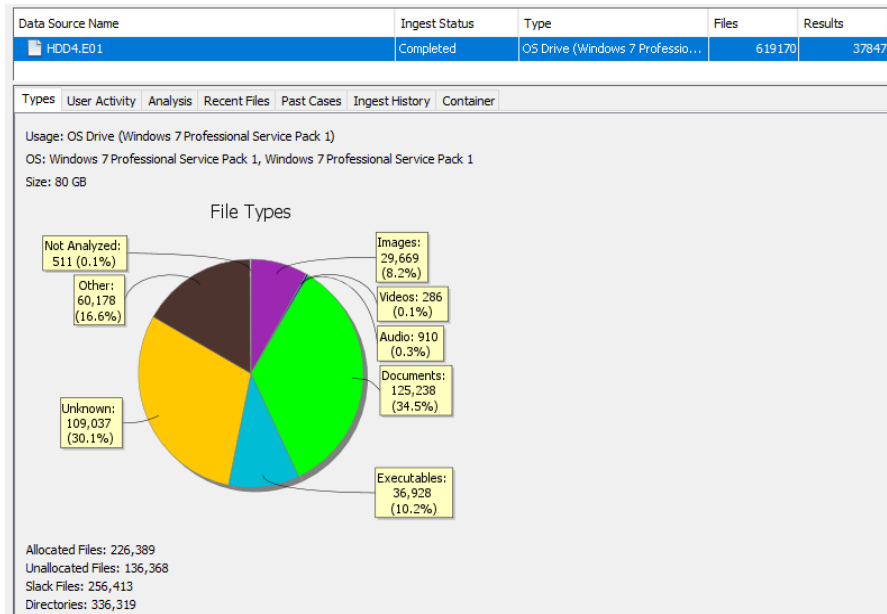 Data Source Name Ingest Status Type Files Results
HDD4.E01 Completed OS Drive (Windows 7 Professio... 619170 37847
Types User Activity Analysis Recent Files Past Cases Ingest History Container
Usage: OS Drive (Windows 7 Professional Service Pack 1)
OS: Windows 7 Professional Service Pack 1, Windows 7 Professional Service Pack 1
Size: 80 GB
File Types
Not Analyzed:
511 (0.1%)
Other:
60,178
(16.6%)
Unknown:
109,037
(30.1%)
Images:
29,669
(8.2%)
Videos: 286
(0.1%)
Audio: 910
(0.3%)
Documents:
125,238
(34.5%)
Executables:
36,928
(10.2%)
Allocated Files: 226,389
Unallocated Files: 136,368
Slack Files: 256,413
Directories: 336,319